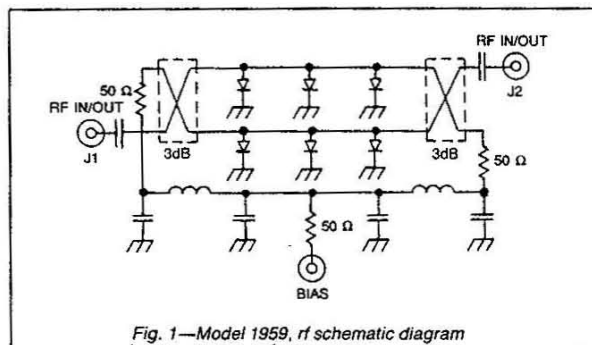 RF IN/OUT
J2
50 Ω
RF IN/OUT
J1
3dB
3dB
50 Ω
50 Ω
BIAS
Fig. 1—Model 1959, rf schematic diagram